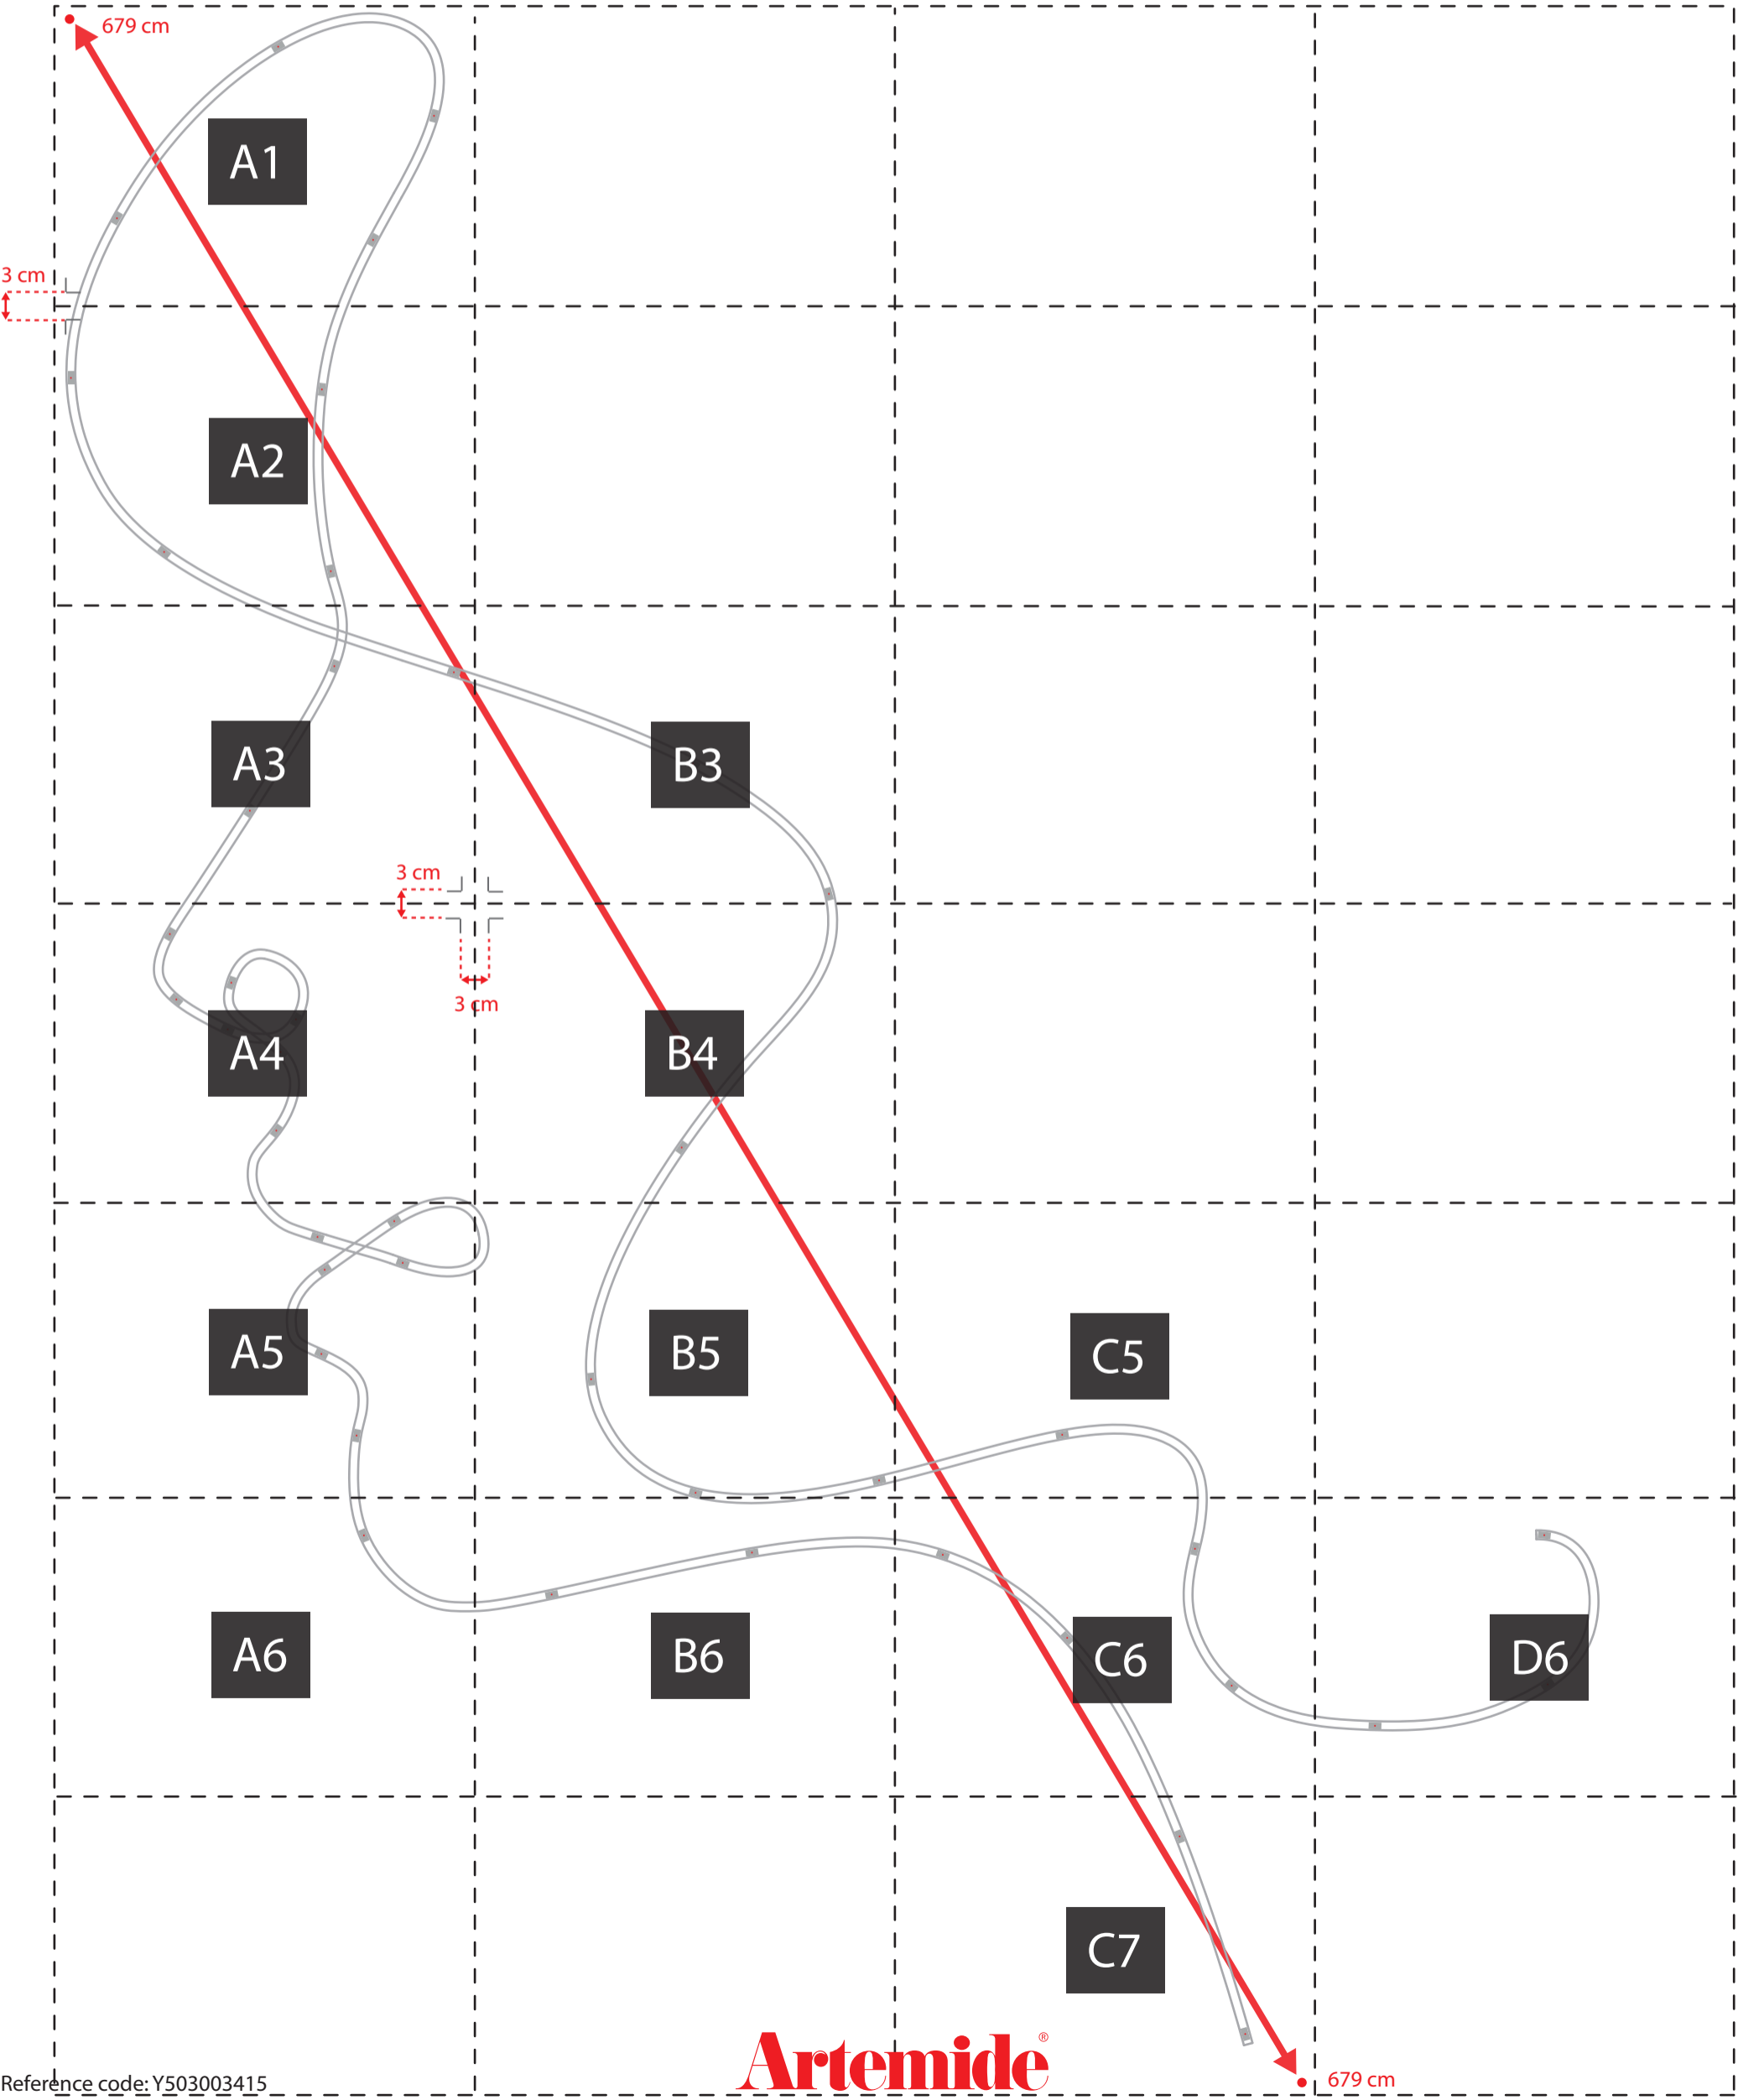 679 cm
A1
3 cm
A2
A3
B3
3 cm
3 cm
A4
B4
A5
B5
C5
A6
B6
C6
D6
C7
Artemide®
679 cm
Reference code: Y503003415